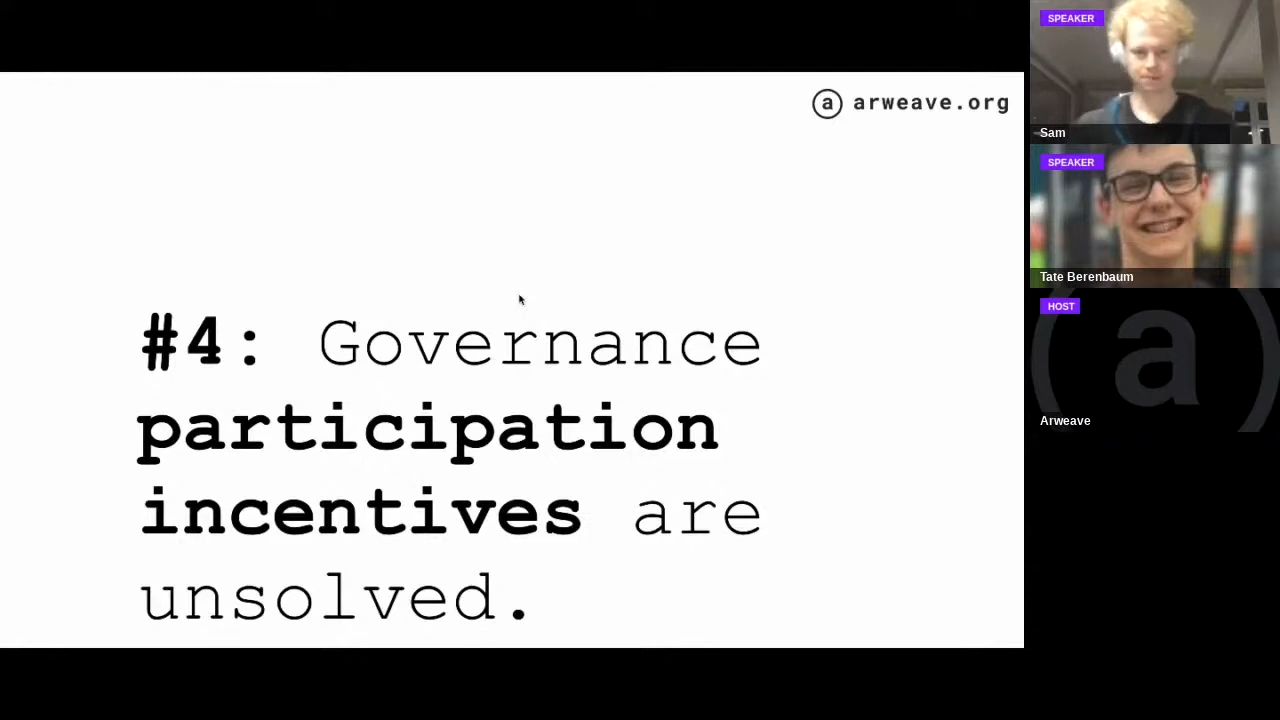 a arweave.org
#4: Governance
participation
incentives are
unsolved.
SPEAKER
Sam
SPEAKER
Tate Berenbaum
HOST
(a)
Arweave